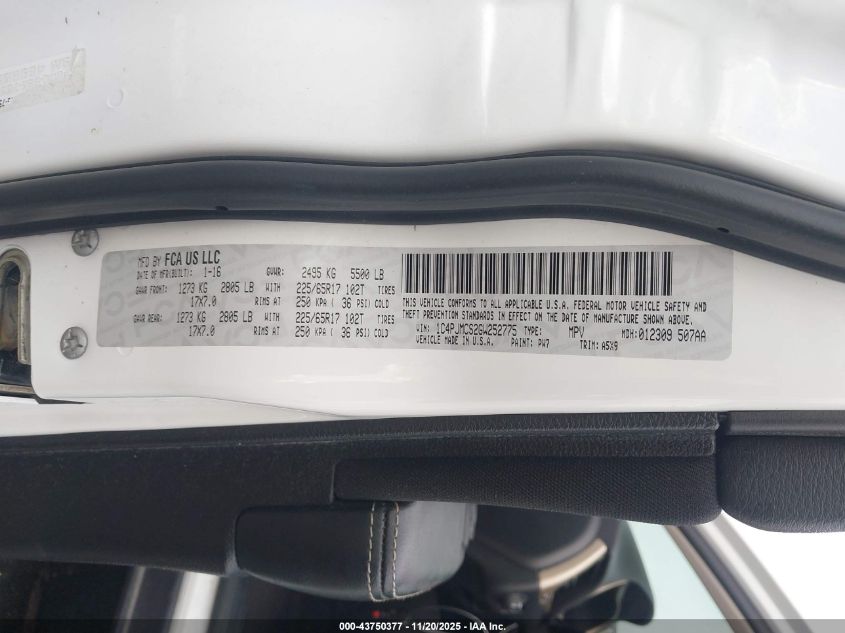 MFD BY FCA US LLC
DATE OF MFR(BUILT): 1-16 GVWR: 2495 KG 5500 LB
GAWR FRONT: 1273 KG 2805 LB WITH 225/65R17 102T TIRES
17X7.0 RIMS AT 250 KPA ( 36 PSI) COLD
GAWR REAR: 1273 KG 2805 LB WITH 225/65R17 102T TIRES
17X7.0 RIMS AT 250 KPA ( 36 PSI) COLD
THIS VEHICLE CONFORMS TO ALL APPLICABLE U.S.A. FEDERAL MOTOR VEHICLE SAFETY AND
THEFT PREVENTION STANDARDS IN EFFECT ON THE DATE OF MANUFACTURE SHOWN ABOVE.
VIN: 1C4PJMCS2GW252775 TYPE: MPV MDH: 012309 507AA
VEHICLE MADE IN U.S.A. PAINT: PW7 TRIM: A5X9
000-43750377 - 11/20/2025 - IAA Inc.